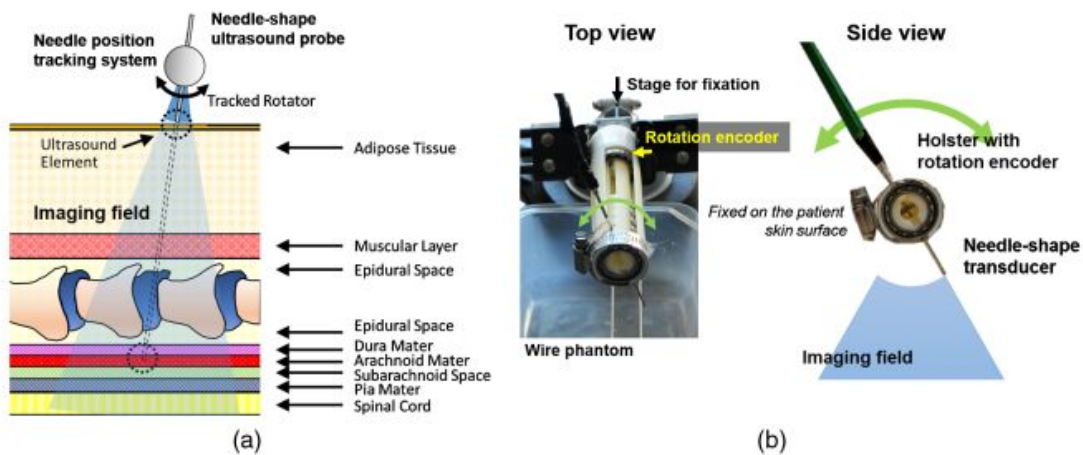 Needle-shape
ultrasound probe
Needle position
tracking system
Tracked Rotator
Ultrasound
Element
Imaging field
Adipose Tissue
Muscular Layer
Epidural Space
Epidural Space
Dura Mater
Arachnoid Mater
Subarachnoid Space
Pia Mater
Spinal Cord
(a)
Top view
Stage for fixation
Rotation encoder
Wire phantom
Side view
Holster with
rotation encoder
Fixed on the patient
skin surface
Needle-shape
transducer
Imaging field
(b)